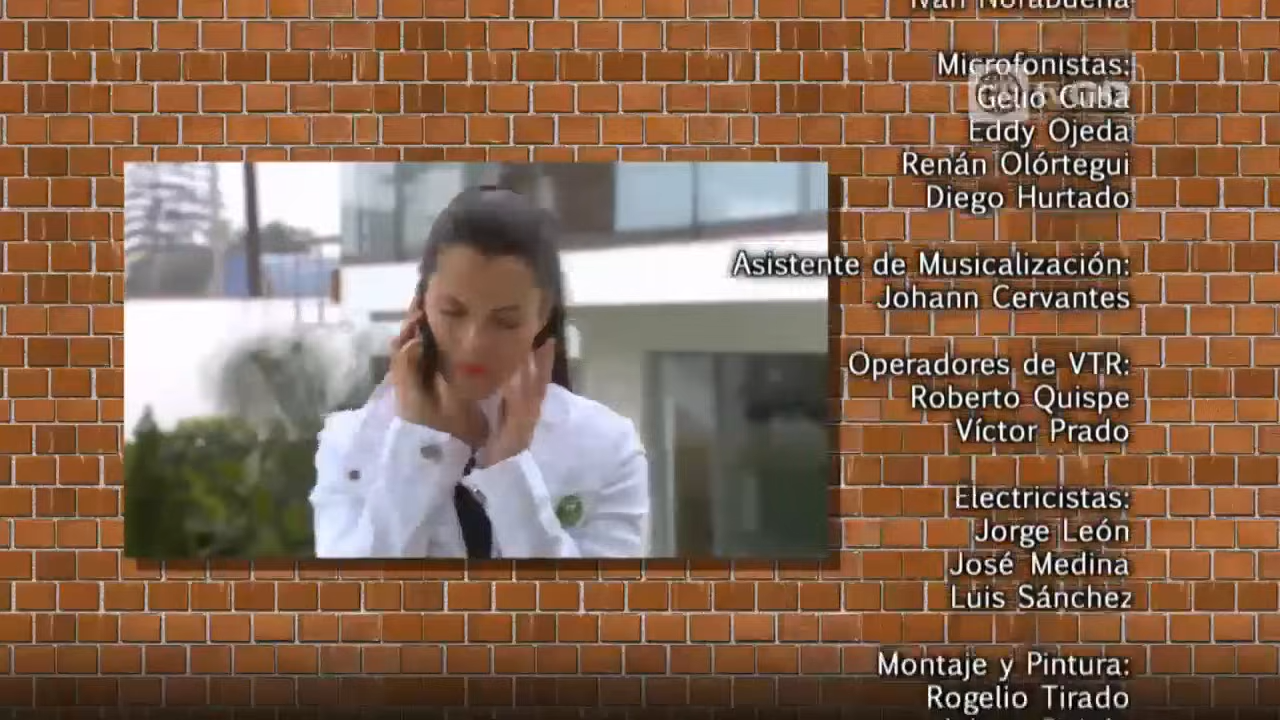 Microfonistas:
Gelio Cuba
Eddy Ojeda
Renán Olórtegui
Diego Hurtado
Asistente de Musicalización:
Johann Cervantes
Operadores de VTR:
Roberto Quispe
Víctor Prado
Electricistas:
Jorge León
José Medina
Luis Sánchez
Montaje y Pintura:
Rogelio Tirado